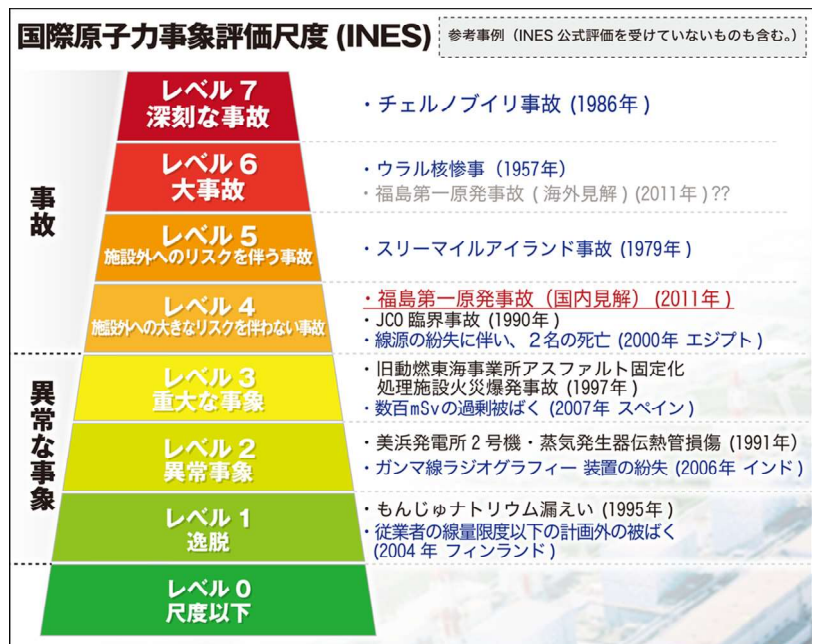 国際原子力事象評価尺度 (INES)
参考事例（INES 公式評価を受けていないものも含む。）
事故
レベル 7
深刻な事故
・チェルノブイリ事故 (1986年 )
レベル 6
大事故
・ウラル核惨事（1957年）
・福島第一原発事故 ( 海外見解 ) (2011年 )??
レベル 5
施設外へのリスクを伴う事故
・スリーマイルアイランド事故 (1979年 )
レベル 4
施設外への大きなリスクを伴わない事故
・福島第一原発事故（国内見解） (2011年 )
・JCO 臨界事故 (1990年 )
・線源の紛失に伴い、２名の死亡 (2000年 エジプト )
異常な事象
レベル 3
重大な事象
・旧動燃東海事業所アスファルト固定化
処理施設火災爆発事故 (1997年 )
・数百mSvの過剰被ばく (2007年 スペイン )
レベル 2
異常事象
・美浜発電所２号機・蒸気発生器伝熱管損傷 (1991年）
・ガンマ線ラジオグラフィー 装置の紛失 (2006年 インド )
レベル 1
逸脱
・もんじゅナトリウム漏えい (1995年 )
・従業者の線量限度以下の計画外の被ばく
(2004 年 フィンランド )
レベル 0
尺度以下